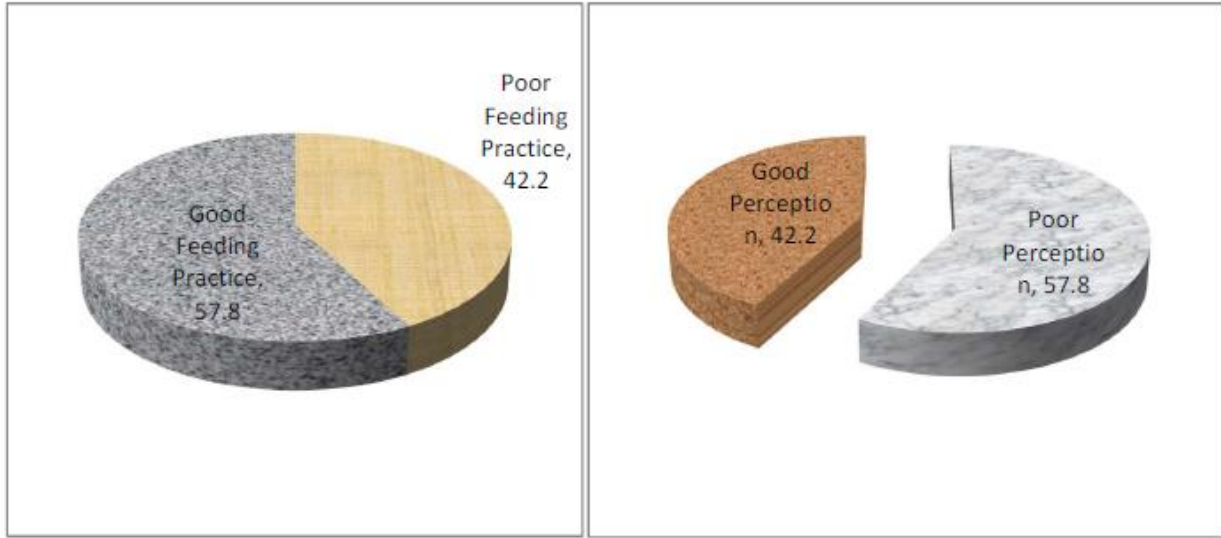 Poor
Feeding
Practice,
42.2
Good
Feeding
Practice,
57.8
Good
Perceptio
n, 42.2
Poor
Perceptio
n, 57.8